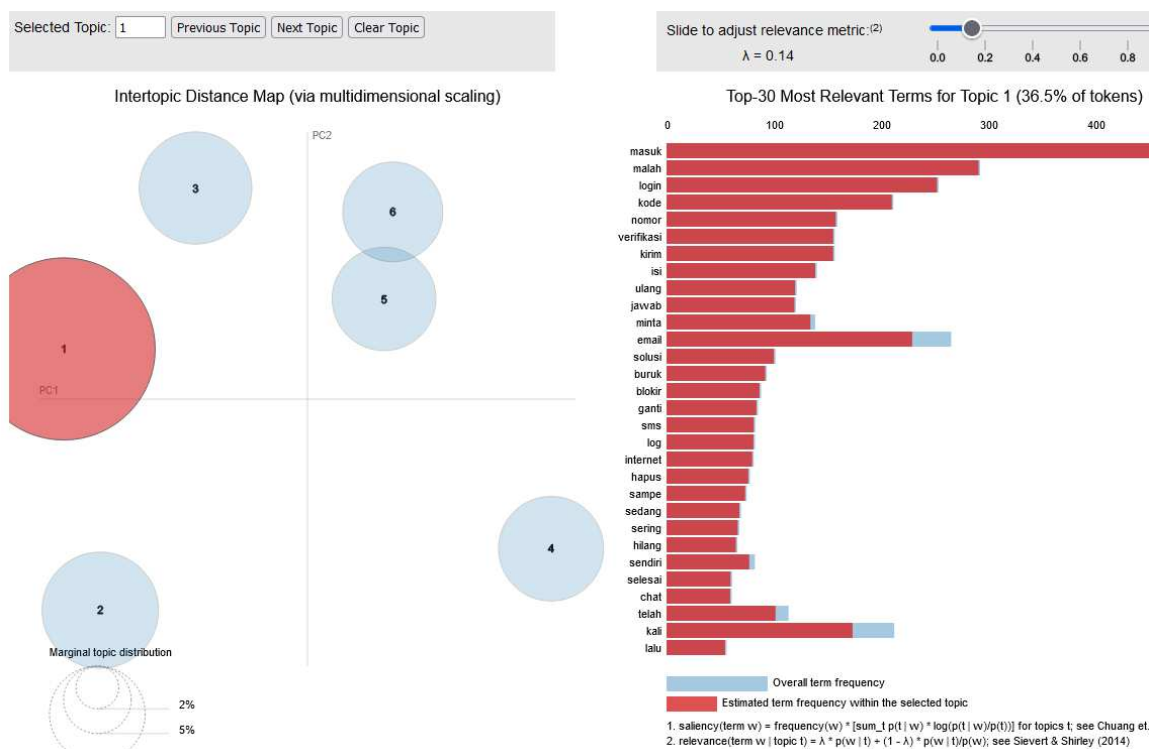 Selected Topic: 1 Previous Topic Next Topic Clear Topic
Slide to adjust relevance metric:(2)
λ = 0.14
0.0 0.2 0.4 0.6 0.8
Intertopic Distance Map (via multidimensional scaling)
PC2
PC1
3
6
5
1
4
2
Marginal topic distribution
2%
5%
Top-30 Most Relevant Terms for Topic 1 (36.5% of tokens)
0 100 200 300 400
masuk
malah
login
kode
nomor
verifikasi
kirim
isi
ulang
jawab
minta
email
solusi
buruk
blokir
ganti
sms
log
internet
hapus
sampe
sedang
sering
hilang
sendiri
selesai
chat
telah
kali
lalu
Overall term frequency
Estimated term frequency within the selected topic
1. saliency(term w) = frequency(w) * [sum_t p(t | w) * log(p(t | w)/p(t))] for topics t; see Chuang et.
2. relevance(term w | topic t) = λ * p(w | t) + (1 - λ) * p(w | t)/p(w); see Sievert & Shirley (2014)